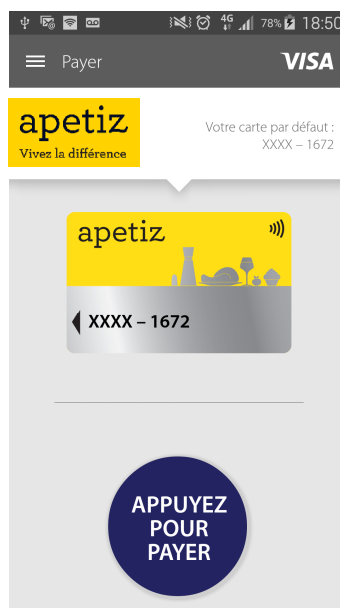 4G 78% 18:50
Payer VISA
apetiz
Vivez la différence
Votre carte par défaut :
XXXX – 1672
apetiz
XXXX – 1672
APPUYEZ
POUR
PAYER